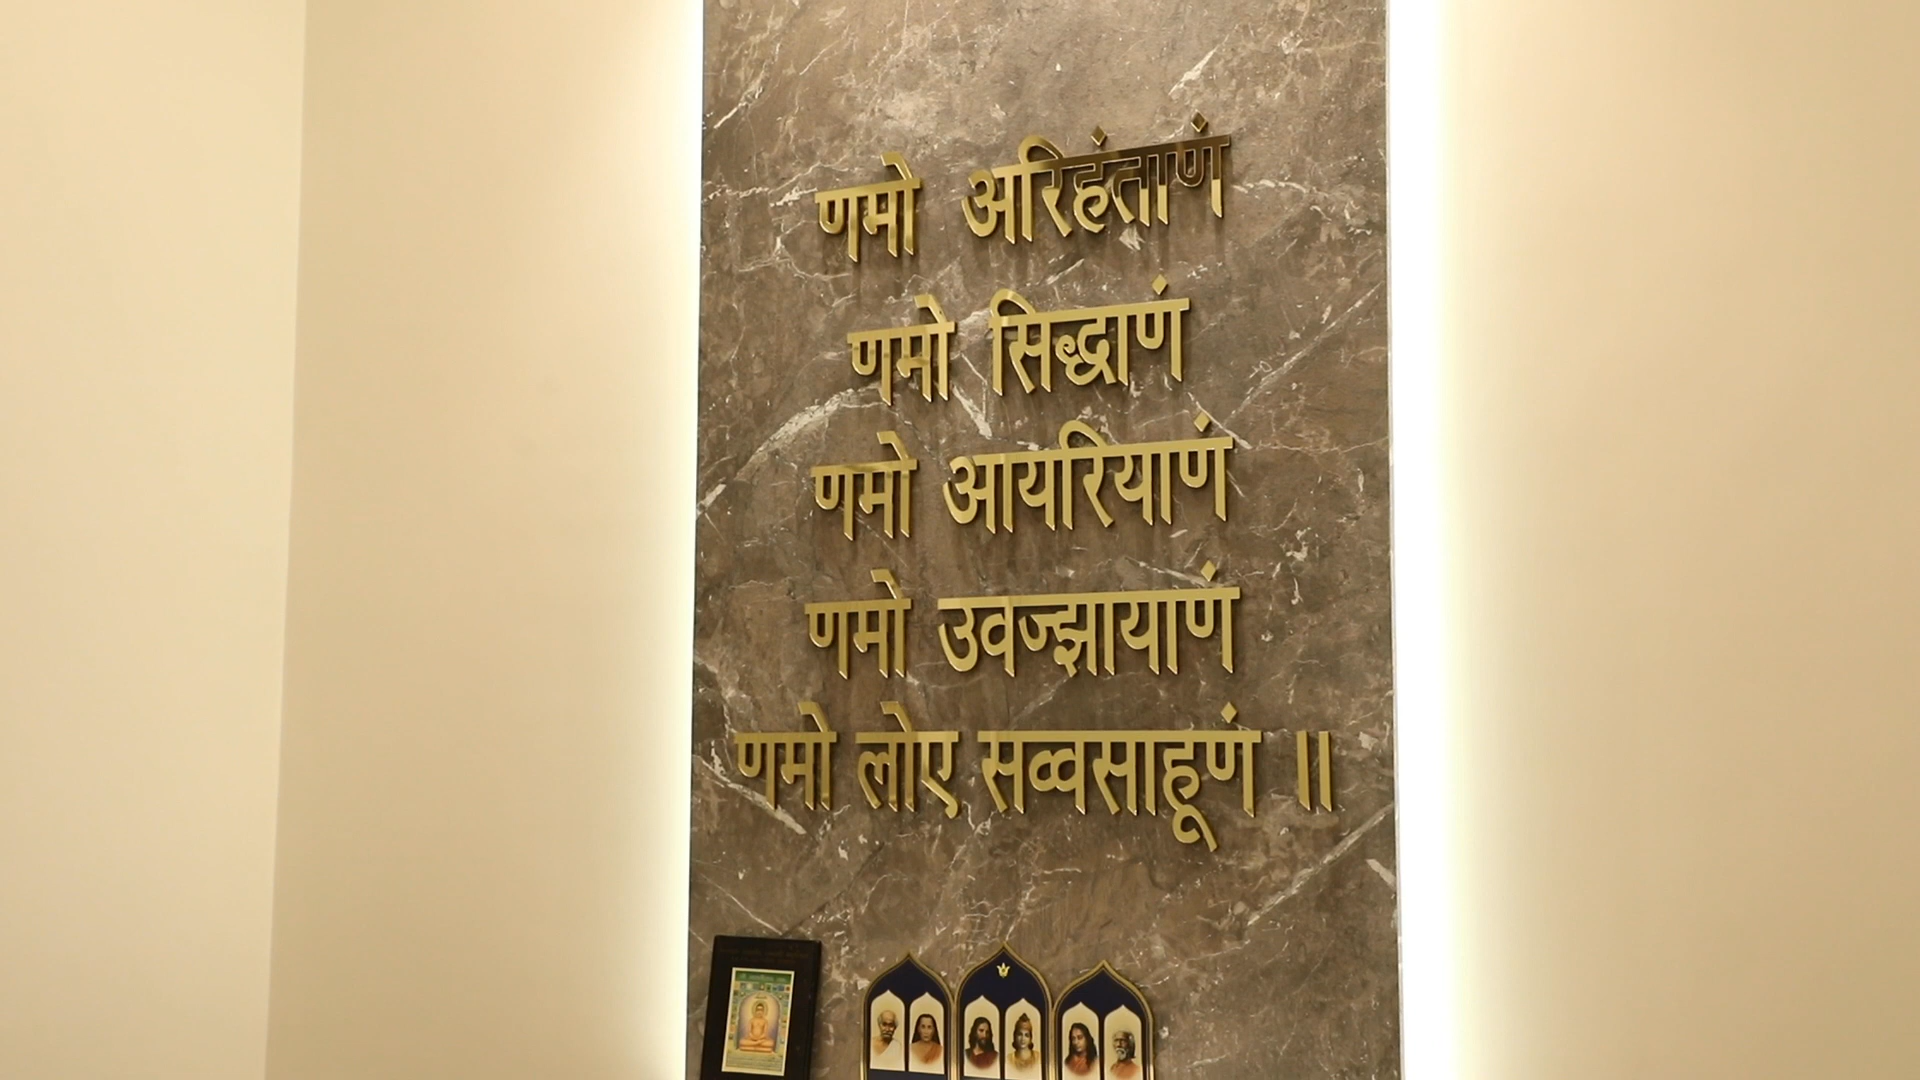 णमो अरिहंताणं
णमो सिद्धाणं
णमो आयरियाणं
णमो उवज्झायाणं
णमो लोए सव्वसाहूणं ॥